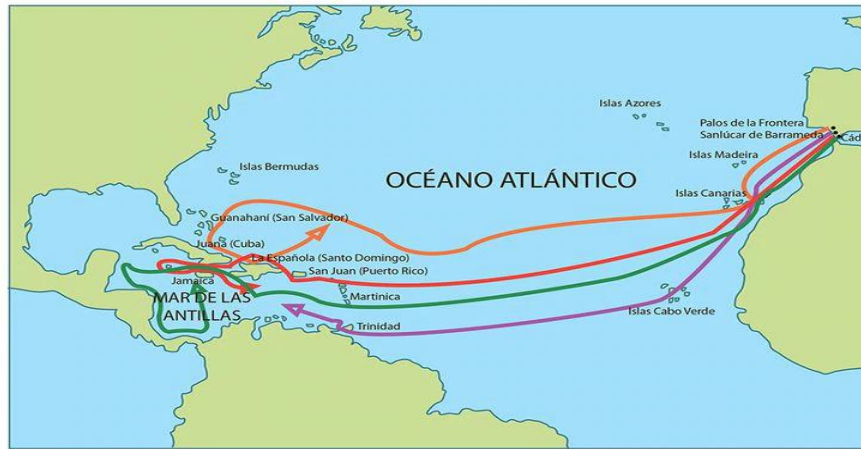 Islas Azores
Palos de la Frontera
Sanlúcar de Barrameda
Cád
Islas Madeira
Islas Bermudas
OCÉANO ATLÁNTICO
Islas Canarias
Guanahaní (San Salvador)
Juana (Cuba)
La Española (Santo Domingo)
San Juan (Puerto Rico)
Jamaica
MAR DE LAS
ANTILLAS
Martinica
Islas Cabo Verde
Trinidad